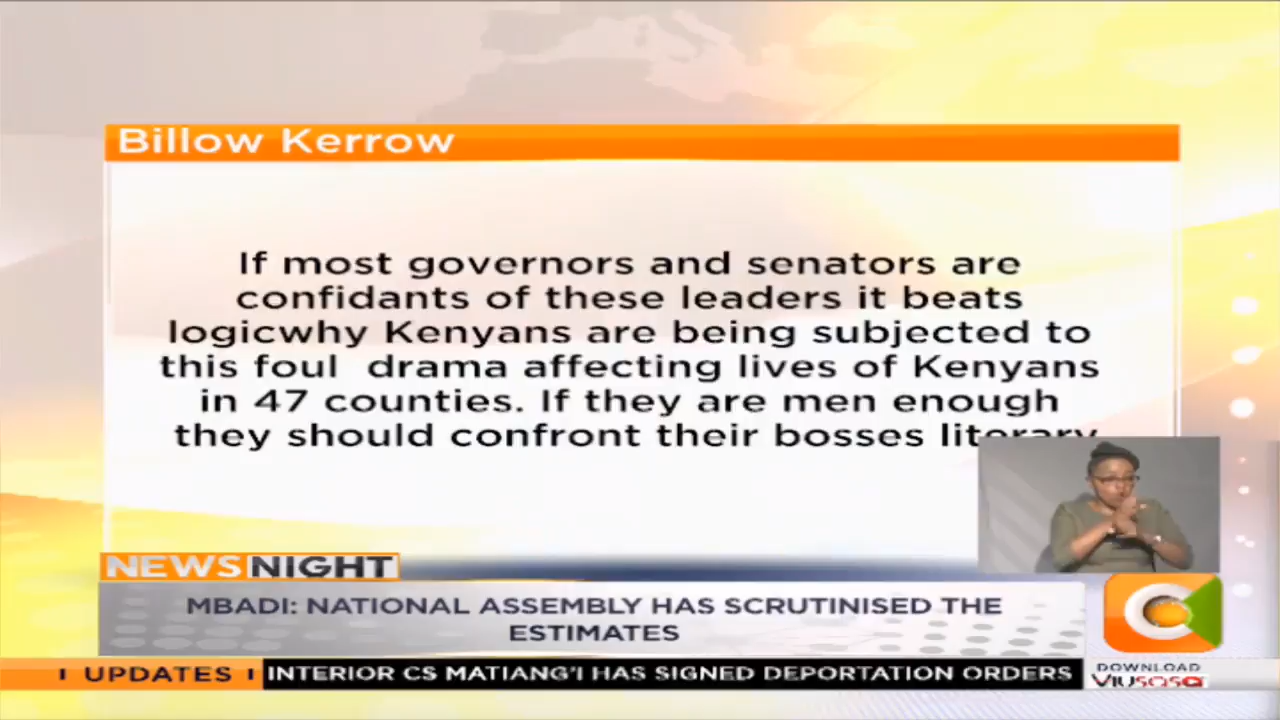 Billow Kerrow
If most governors and senators are
confidants of these leaders it beats
logicwhy Kenyans are being subjected to
this foul  drama affecting lives of Kenyans
in 47 counties. If they are men enough
they should confront their bosses literary
NEWSNIGHT
MBADI: NATIONAL ASSEMBLY HAS SCRUTINISED THE
ESTIMATES
UPDATES
INTERIOR CS MATIANG'I HAS SIGNED DEPORTATION ORDERS
DOWNLOAD
VIUSASA